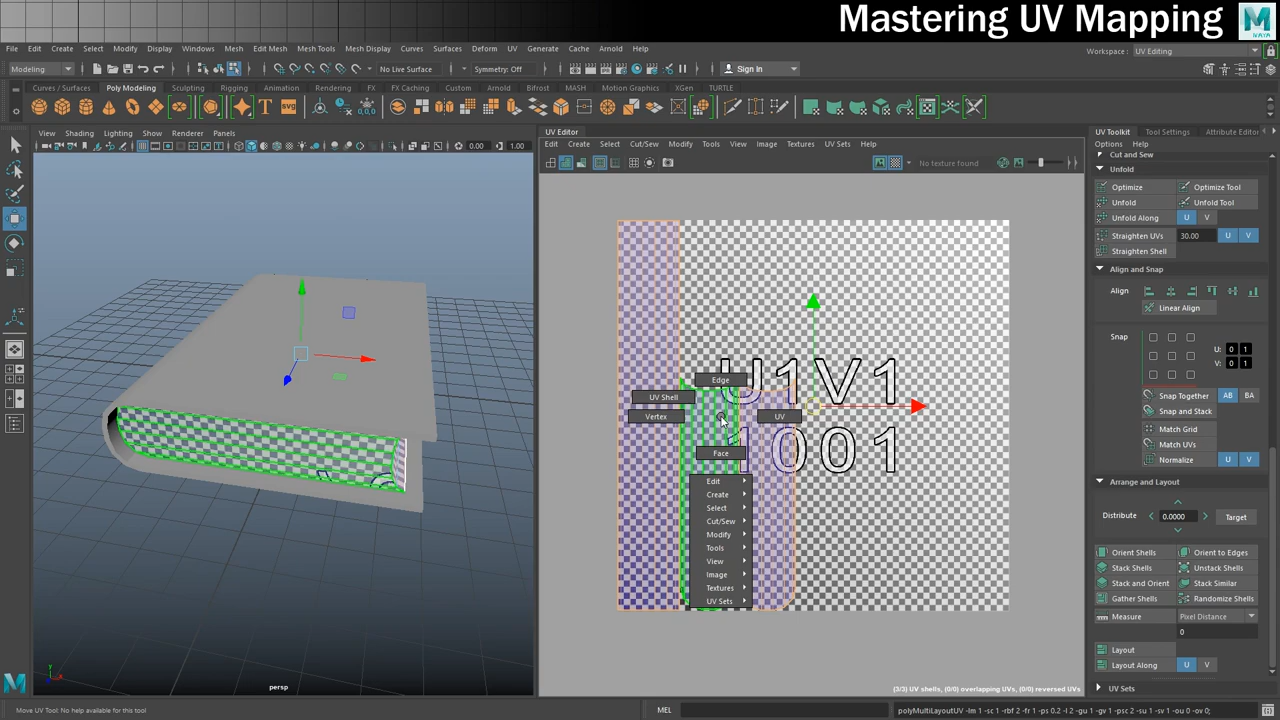 Mastering UV Mapping
MAYA
File Edit Create Select Modify Display Windows Mesh Edit Mesh Mesh Tools Mesh Display Curves Surfaces Deform UV Generate Cache Arnold Help
Workspace : UV Editing
Modeling
No Live Surface
Symmetry: Off
Sign In
Curves / Surfaces Poly Modeling Sculpting Rigging Animation Rendering FX FX Caching Custom Arnold Bifrost MASH Motion Graphics XGen TURTLE
T
SVG
0,0,0
View Shading Lighting Show Renderer Panels
0.00
1.00
persp
UV Editor
Edit Create Select Cut/Sew Modify Tools View Image Textures UV Sets Help
No texture found
U1V1
1001
Edge
UV Shell
Vertex
UV
Face
Edit
Create
Select
Cut/Sew
Modify
Tools
View
Image
Textures
UV Sets
(3/3) UV shells, (0/0) overlapping UVs, (0/0) reversed UVs
UV Toolkit Tool Settings Attribute Editor
Options Help
Cut and Sew
Unfold
Optimize Optimize Tool
Unfold Unfold Tool
Unfold Along U V
Straighten UVs 30.00 U V
Straighten Shell
Align and Snap
Align
Linear Align
Snap
U: 0 1
V: 0 1
Snap Together AB BA
Snap and Stack
Match Grid
Match UVs
Normalize U V
Arrange and Layout
Distribute 0.0000 Target
Orient Shells Orient to Edges
Stack Shells Unstack Shells
Stack and Orient Stack Similar
Gather Shells Randomize Shells
Measure Pixel Distance
0
Layout
Layout Along U V
UV Sets
Move UV Tool: No help available for this tool
MEL
polyMultiLayoutUV -lm 1 -sc 1 -rbf 2 -fr 1 -ps 0.2 -l 2 -gu 1 -gv 1 -psc 2 -su 1 -sv 1 -ou 0 -ov 0;